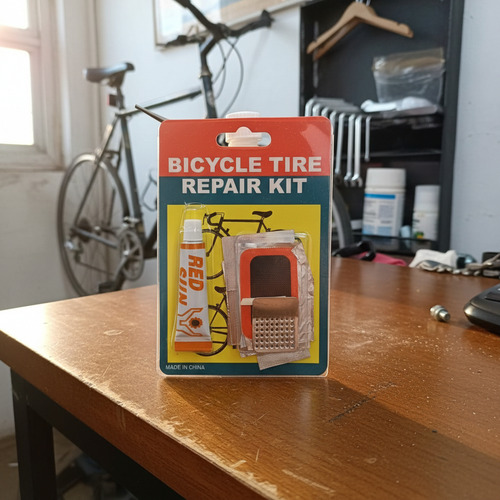 BICYCLE TIRE
REPAIR KIT
RED
SUN
MADE IN CHINA